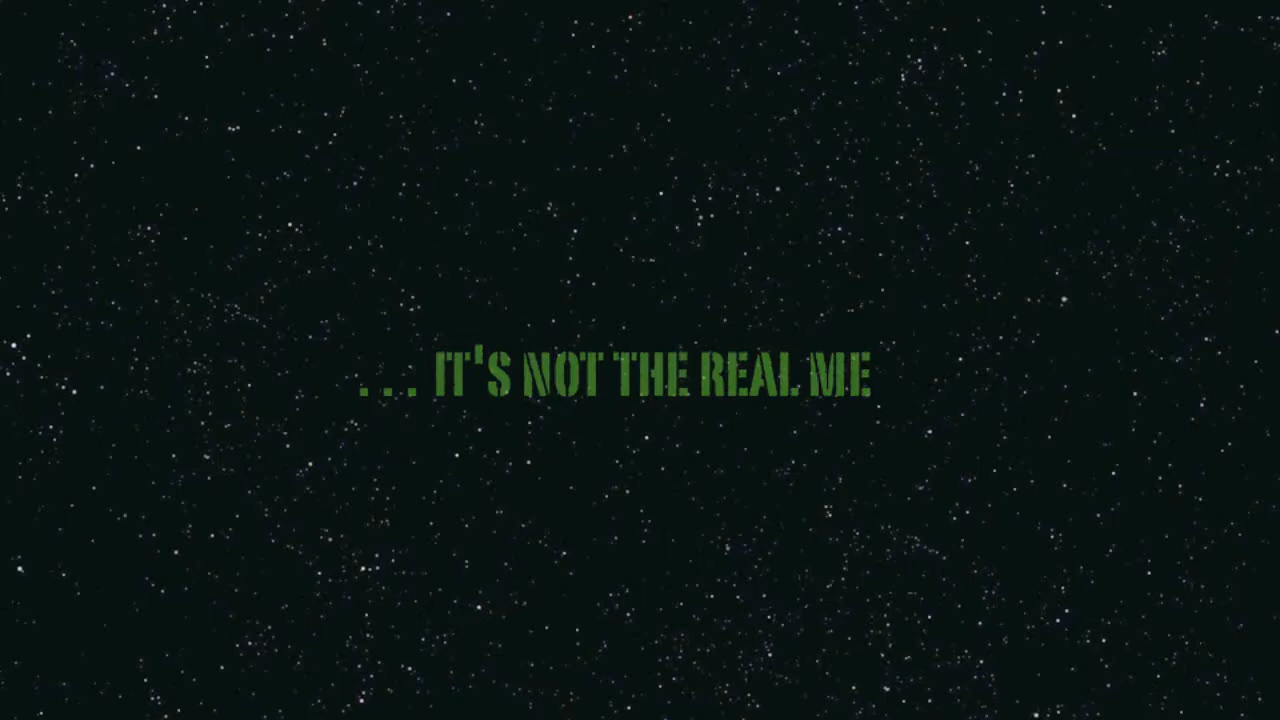 . . . IT'S NOT THE REAL ME